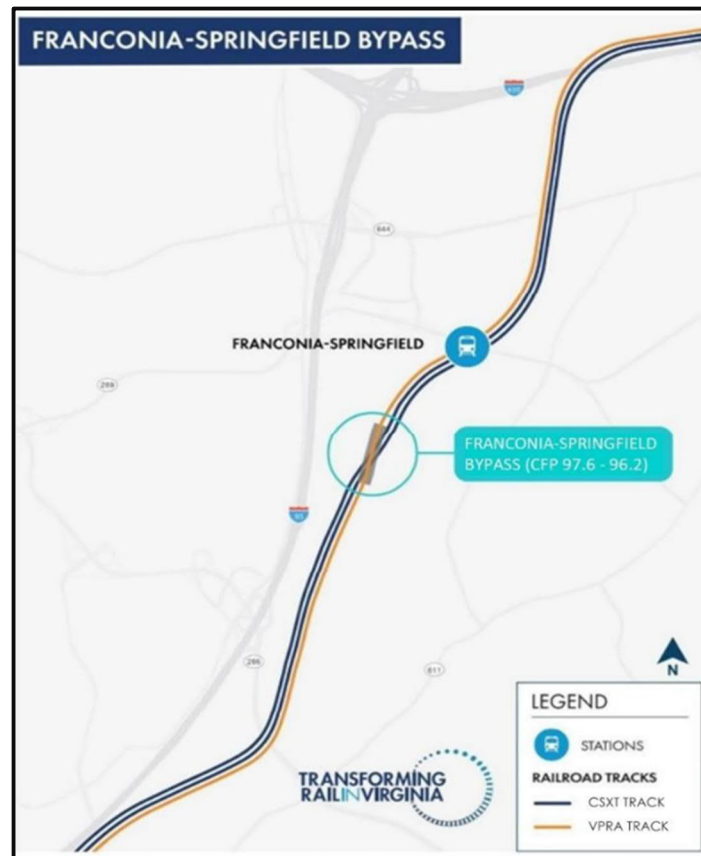 FRANCONIA-SPRINGFIELD BYPASS
644
FRANCONIA-SPRINGFIELD
289
FRANCONIA-SPRINGFIELD
BYPASS (CFP 97.6 - 96.2)
95
286
611
N
LEGEND
STATIONS
RAILROAD TRACKS
CSXT TRACK
VPRA TRACK
TRANSFORMING
RAILINVIRGINIA